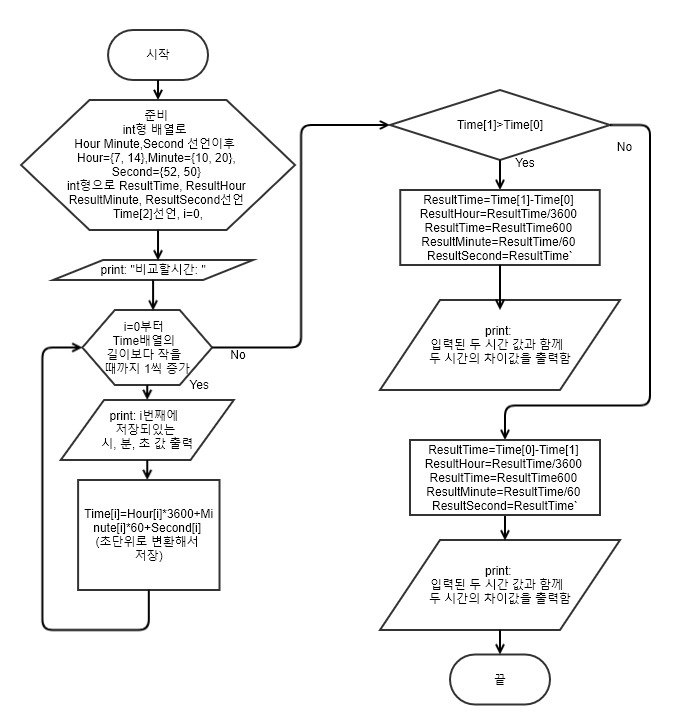 시작
준비
int형 배열로
Hour Minute,Second 선언이후
Hour={7, 14},Minute={10, 20},
Second={52, 50}
int형으로 ResultTime, ResultHour
ResultMinute, ResultSecond선언
Time[2]선언, i=0,
print: "비교할시간: "
i=0부터
Time배열의
길이보다 작을
때까지 1씩 증가
No
Yes
print: i번째에
저장되있는
시, 분, 초 값 출력
Time[i]=Hour[i]*3600+Mi
nute[i]*60+Second[i]
(초단위로 변환해서
저장)
Time[1]>Time[0]
No
Yes
ResultTime=Time[1]-Time[0]
ResultHour=ResultTime/3600
ResultTime=ResultTime600
ResultMinute=ResultTime/60
ResultSecond=ResultTime`
print:
입력된 두 시간 값과 함께
두 시간의 차이값을 출력함
ResultTime=Time[0]-Time[1]
ResultHour=ResultTime/3600
ResultTime=ResultTime600
ResultMinute=ResultTime/60
ResultSecond=ResultTime`
print:
입력된 두 시간 값과 함께
두 시간의 차이값을 출력함
끝